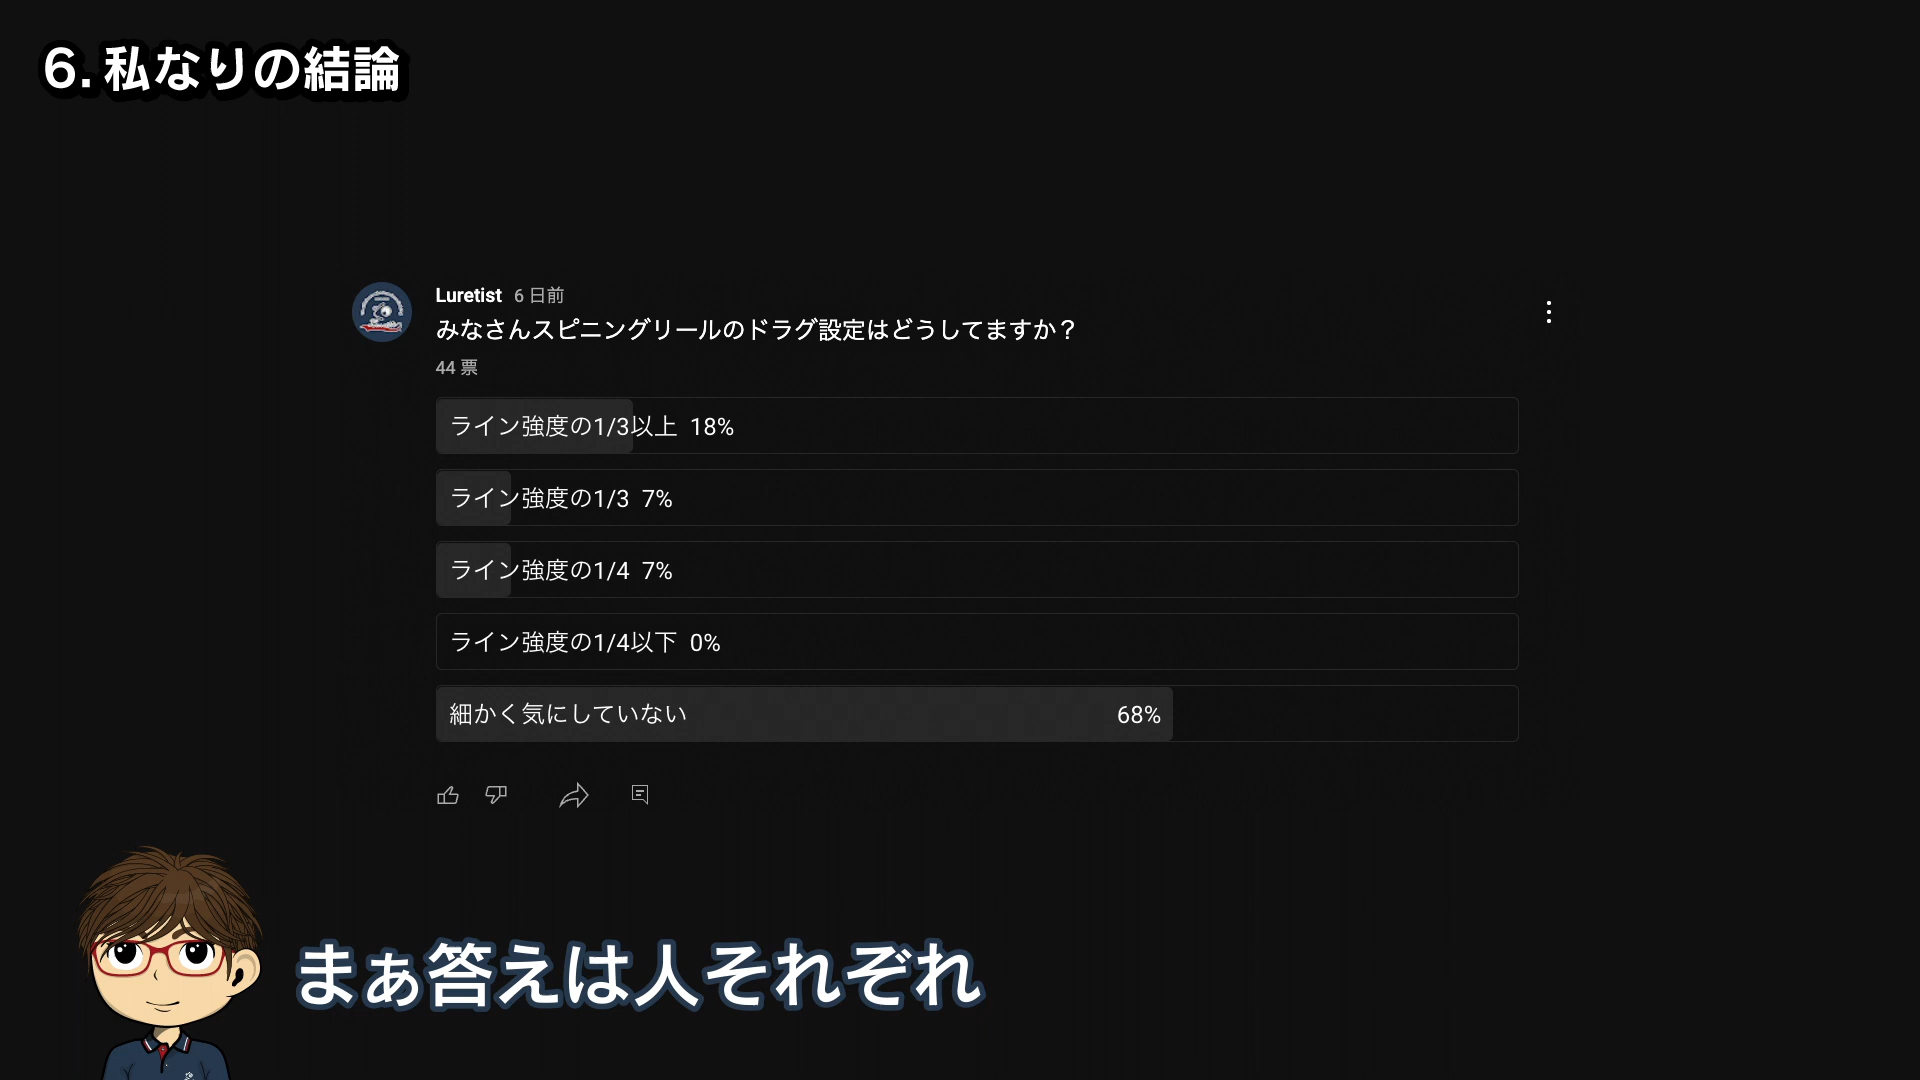 6. 私なりの結論
Luretist 6 日前
みなさんスピニングリールのドラグ設定はどうしてますか？
44 票
ライン強度の1/3以上 18%
ライン強度の1/3 7%
ライン強度の1/4 7%
ライン強度の1/4以下 0%
細かく気にしていない 68%
まぁ答えは人それぞれ